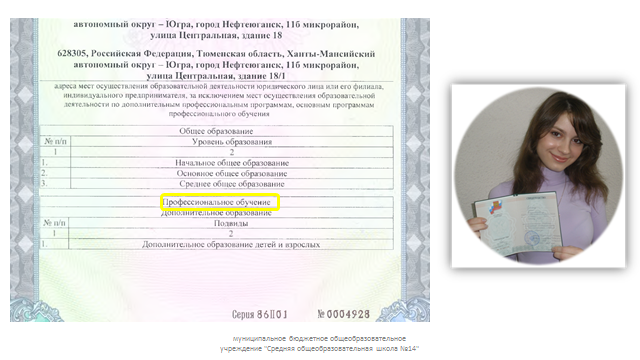 автономный округ – Югра, город Нефтеюганск, 11б микрорайон,
улица Центральная, здание 18
628305, Российская Федерация, Тюменская область, Ханты-Мансийский
автономный округ – Югра, город Нефтеюганск, 11б микрорайон,
улица Центральная, здание 18/1
адреса мест осуществления образовательной деятельности юридического лица или его филиала,
индивидуального предпринимателя, за исключением мест осуществления образовательной
деятельности по дополнительным профессиональным программам, основным программам
профессионального обучения
Общее образование
№ п/п Уровень образования
1 2
1. Начальное общее образование
2. Основное общее образование
3. Среднее общее образование
Профессиональное обучение
Дополнительное образование
№ п/п Подвиды
1 2
1. Дополнительное образование детей и взрослых
Серия 86Л01 № 0004928
муниципальное бюджетное общеобразовательное
учреждение "Средняя общеобразовательная школа №14"